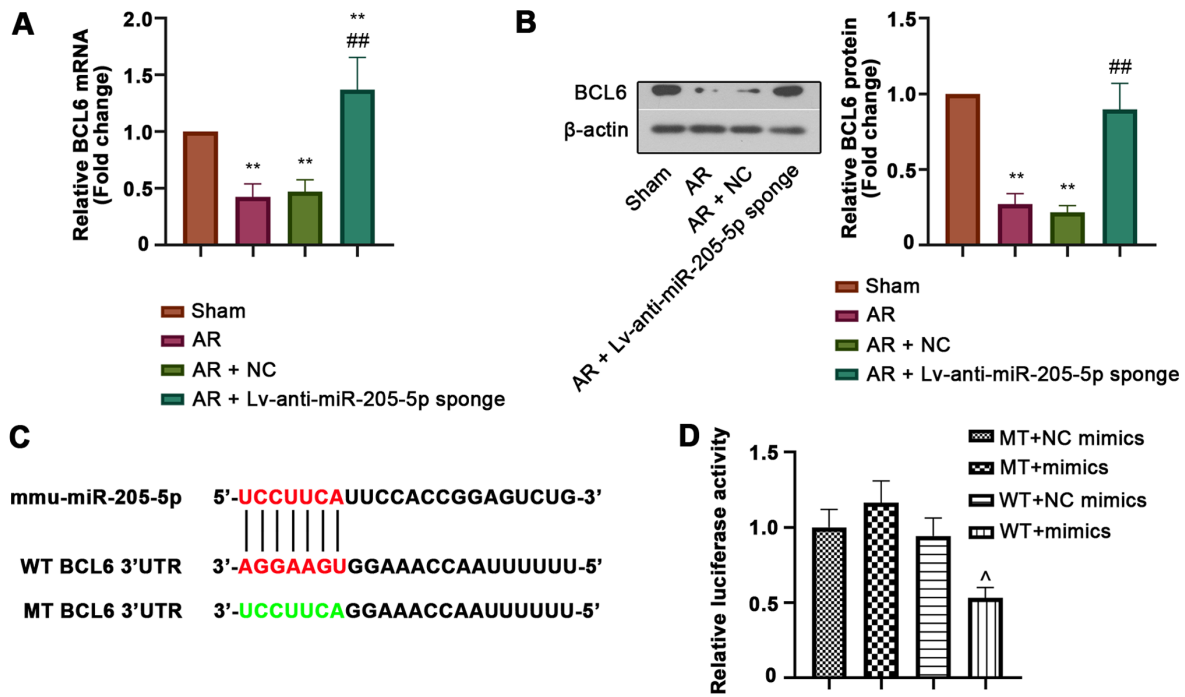 A
Relative BCL6 mRNA
(Fold change)
2.0
1.5
1.0
0.5
0
**
**
**
##
Sham
AR
AR + NC
AR + Lv-anti-miR-205-5p sponge
B
BCL6
β-actin
Sham
AR
AR + NC
AR + Lv-anti-miR-205-5p sponge
Relative BCL6 protein
(Fold change)
1.5
1.0
0.5
0
**
**
##
Sham
AR
AR + NC
AR + Lv-anti-miR-205-5p sponge
C
mmu-miR-205-5p 5’-UCCUUCAUUCCACCGGAGUCUG-3’
WT BCL6 3’UTR 3’-AGGAAGUGGAAACCAAUUUUUU-5’
MT BCL6 3’UTR 3’-UCCUUCAGGAAACCAAUUUUUU-5’
D
Relative luciferase activity
1.5
1.0
0.5
0
^
MT+NC mimics
MT+mimics
WT+NC mimics
WT+mimics